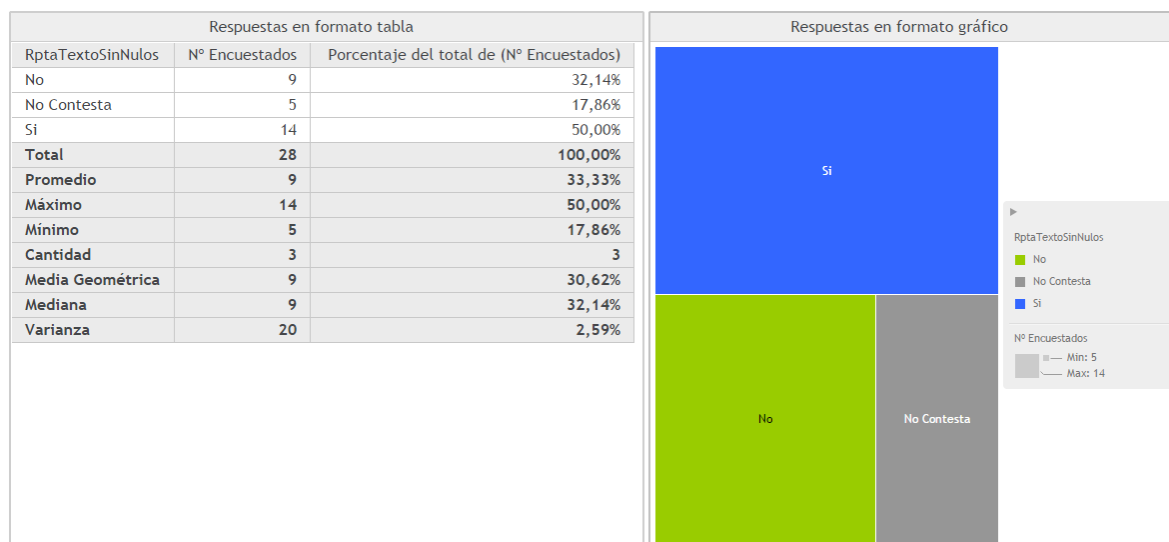 Respuestas en formato tabla
RptaTextoSinNulos Nº Encuestados Porcentaje del total de (Nº Encuestados)
No 9 32,14%
No Contesta 5 17,86%
Si 14 50,00%
Total 28 100,00%
Promedio 9 33,33%
Máximo 14 50,00%
Mínimo 5 17,86%
Cantidad 3 3
Media Geométrica 9 30,62%
Mediana 9 32,14%
Varianza 20 2,59%
Respuestas en formato gráfico
Si
No
No Contesta
RptaTextoSinNulos
No
No Contesta
Si
Nº Encuestados
Min: 5
Max: 14